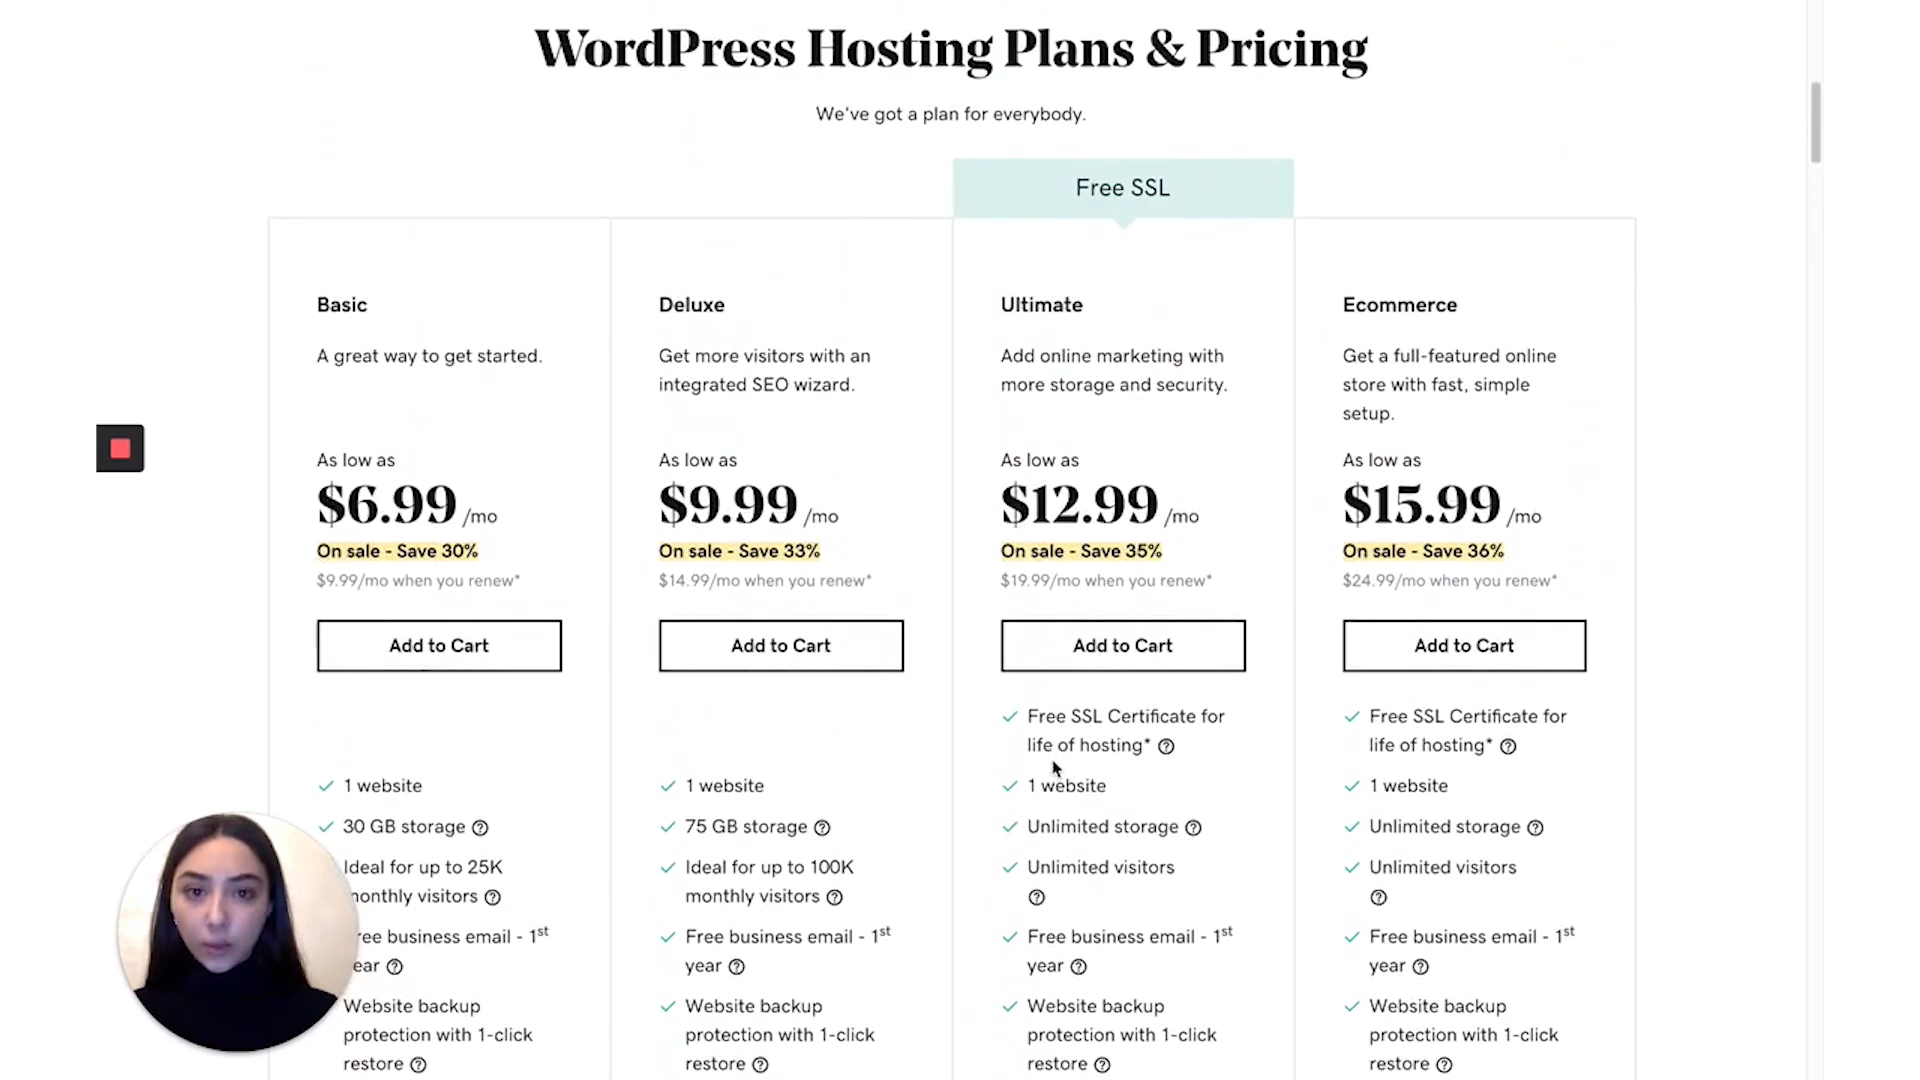 WordPress Hosting Plans & Pricing
We've got a plan for everybody.
Free SSL
Basic
A great way to get started.
As low as
$6.99 /mo
On sale - Save 30%
$9.99/mo when you renew*
Add to Cart
1 website
30 GB storage
Ideal for up to 25K
monthly visitors
ree business email - 1st
ear
Website backup
protection with 1-click
restore
Deluxe
Get more visitors with an
integrated SEO wizard.
As low as
$9.99 /mo
On sale - Save 33%
$14.99/mo when you renew*
Add to Cart
1 website
75 GB storage
Ideal for up to 100K
monthly visitors
Free business email - 1st
year
Website backup
protection with 1-click
restore
Ultimate
Add online marketing with
more storage and security.
As low as
$12.99 /mo
On sale - Save 35%
$19.99/mo when you renew*
Add to Cart
Free SSL Certificate for
life of hosting*
1 website
Unlimited storage
Unlimited visitors
Free business email - 1st
year
Website backup
protection with 1-click
restore
Ecommerce
Get a full-featured online
store with fast, simple
setup.
As low as
$15.99 /mo
On sale - Save 36%
$24.99/mo when you renew*
Add to Cart
Free SSL Certificate for
life of hosting*
1 website
Unlimited storage
Unlimited visitors
Free business email - 1st
year
Website backup
protection with 1-click
restore